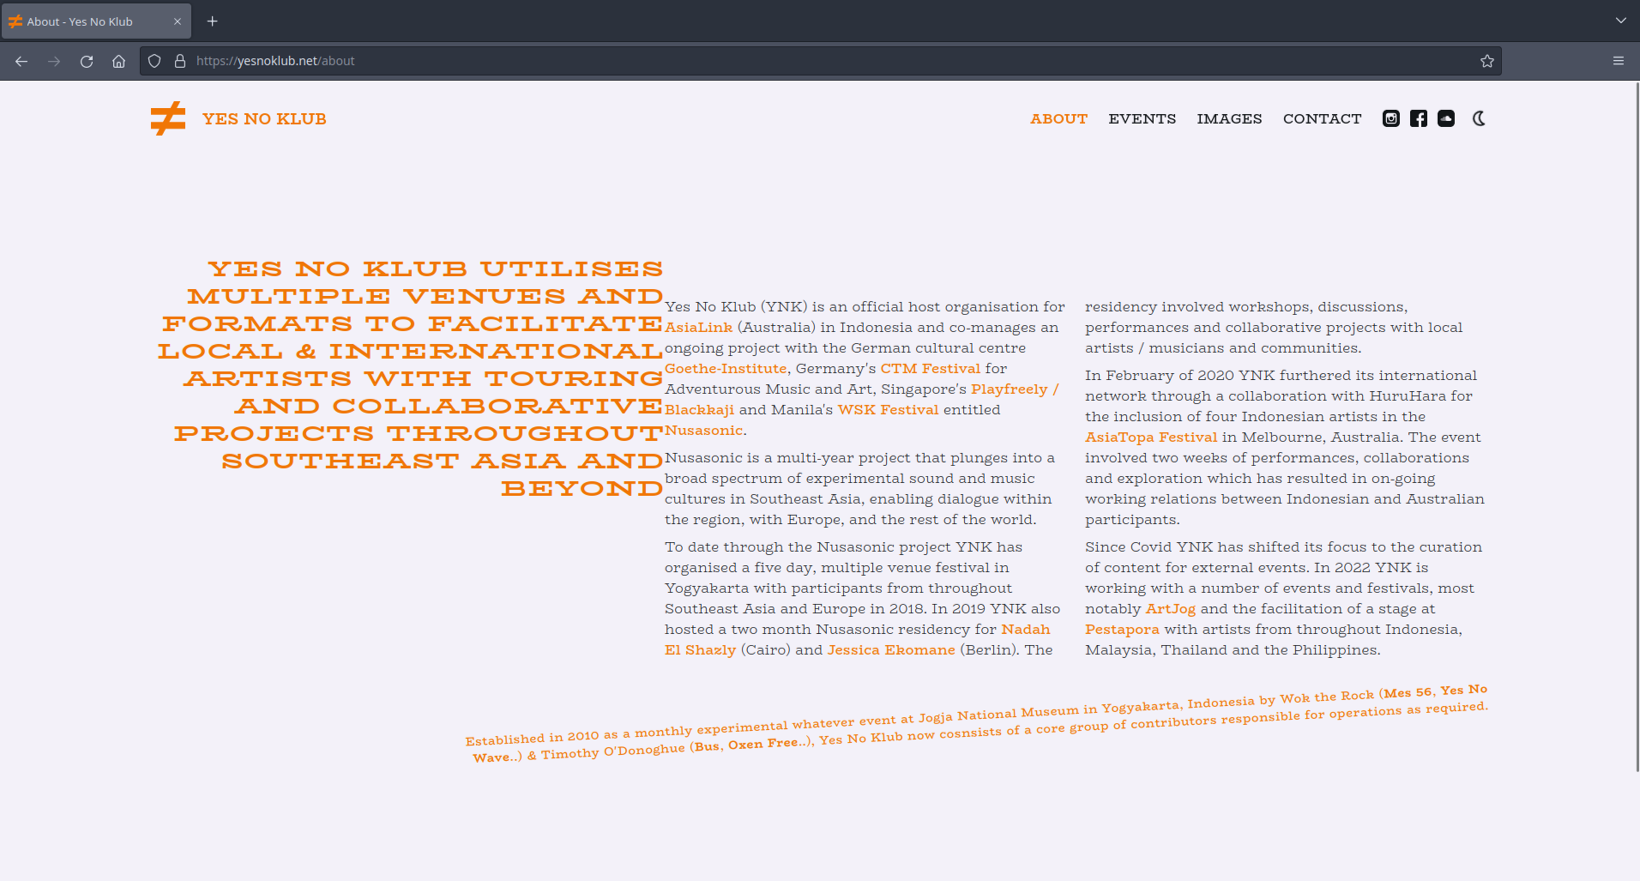 About - Yes No Klub
https://yesnoklub.net/about
YES NO KLUB
ABOUT EVENTS IMAGES CONTACT
YES NO KLUB UTILISES
MULTIPLE VENUES AND
FORMATS TO FACILITATE
LOCAL & INTERNATIONAL
ARTISTS WITH TOURING
AND COLLABORATIVE
PROJECTS THROUGHOUT
SOUTHEAST ASIA AND
BEYOND
Yes No Klub (YNK) is an official host organisation for
AsiaLink (Australia) in Indonesia and co-manages an
ongoing project with the German cultural centre
Goethe-Institute, Germany's CTM Festival for
Adventurous Music and Art, Singapore's Playfreely /
Blackkaji and Manila's WSK Festival entitled
Nusasonic.
Nusasonic is a multi-year project that plunges into a
broad spectrum of experimental sound and music
cultures in Southeast Asia, enabling dialogue within
the region, with Europe, and the rest of the world.
To date through the Nusasonic project YNK has
organised a five day, multiple venue festival in
Yogyakarta with participants from throughout
Southeast Asia and Europe in 2018. In 2019 YNK also
hosted a two month Nusasonic residency for Nadah
El Shazly (Cairo) and Jessica Ekomane (Berlin). The
residency involved workshops, discussions,
performances and collaborative projects with local
artists / musicians and communities.
In February of 2020 YNK furthered its international
network through a collaboration with HuruHara for
the inclusion of four Indonesian artists in the
AsiaTopa Festival in Melbourne, Australia. The event
involved two weeks of performances, collaborations
and exploration which has resulted in on-going
working relations between Indonesian and Australian
participants.
Since Covid YNK has shifted its focus to the curation
of content for external events. In 2022 YNK is
working with a number of events and festivals, most
notably ArtJog and the facilitation of a stage at
Pestapora with artists from throughout Indonesia,
Malaysia, Thailand and the Philippines.
Established in 2010 as a monthly experimental whatever event at Jogja National Museum in Yogyakarta, Indonesia by Wok the Rock (Mes 56, Yes No
Wave..) & Timothy O'Donoghue (Bus, Oxen Free..), Yes No Klub now cosnsists of a core group of contributors responsible for operations as required.